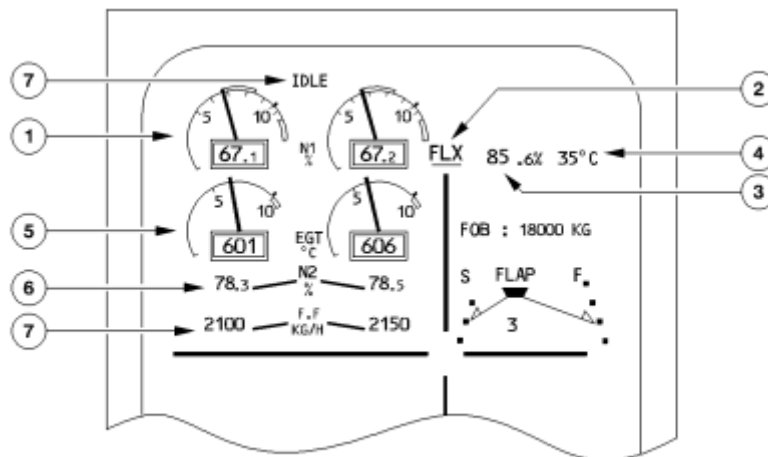 7 IDLE 2
5 10 5 10
1 67.1 N1 % 67.2 FLX 85.6% 35°C 4
3
5 10 5 10
5 601 EGT °C 606 FOB : 18000 KG
6 78.3 N2 % 78.5 S FLAP F
7 2100 F.F KG/H 2150 3